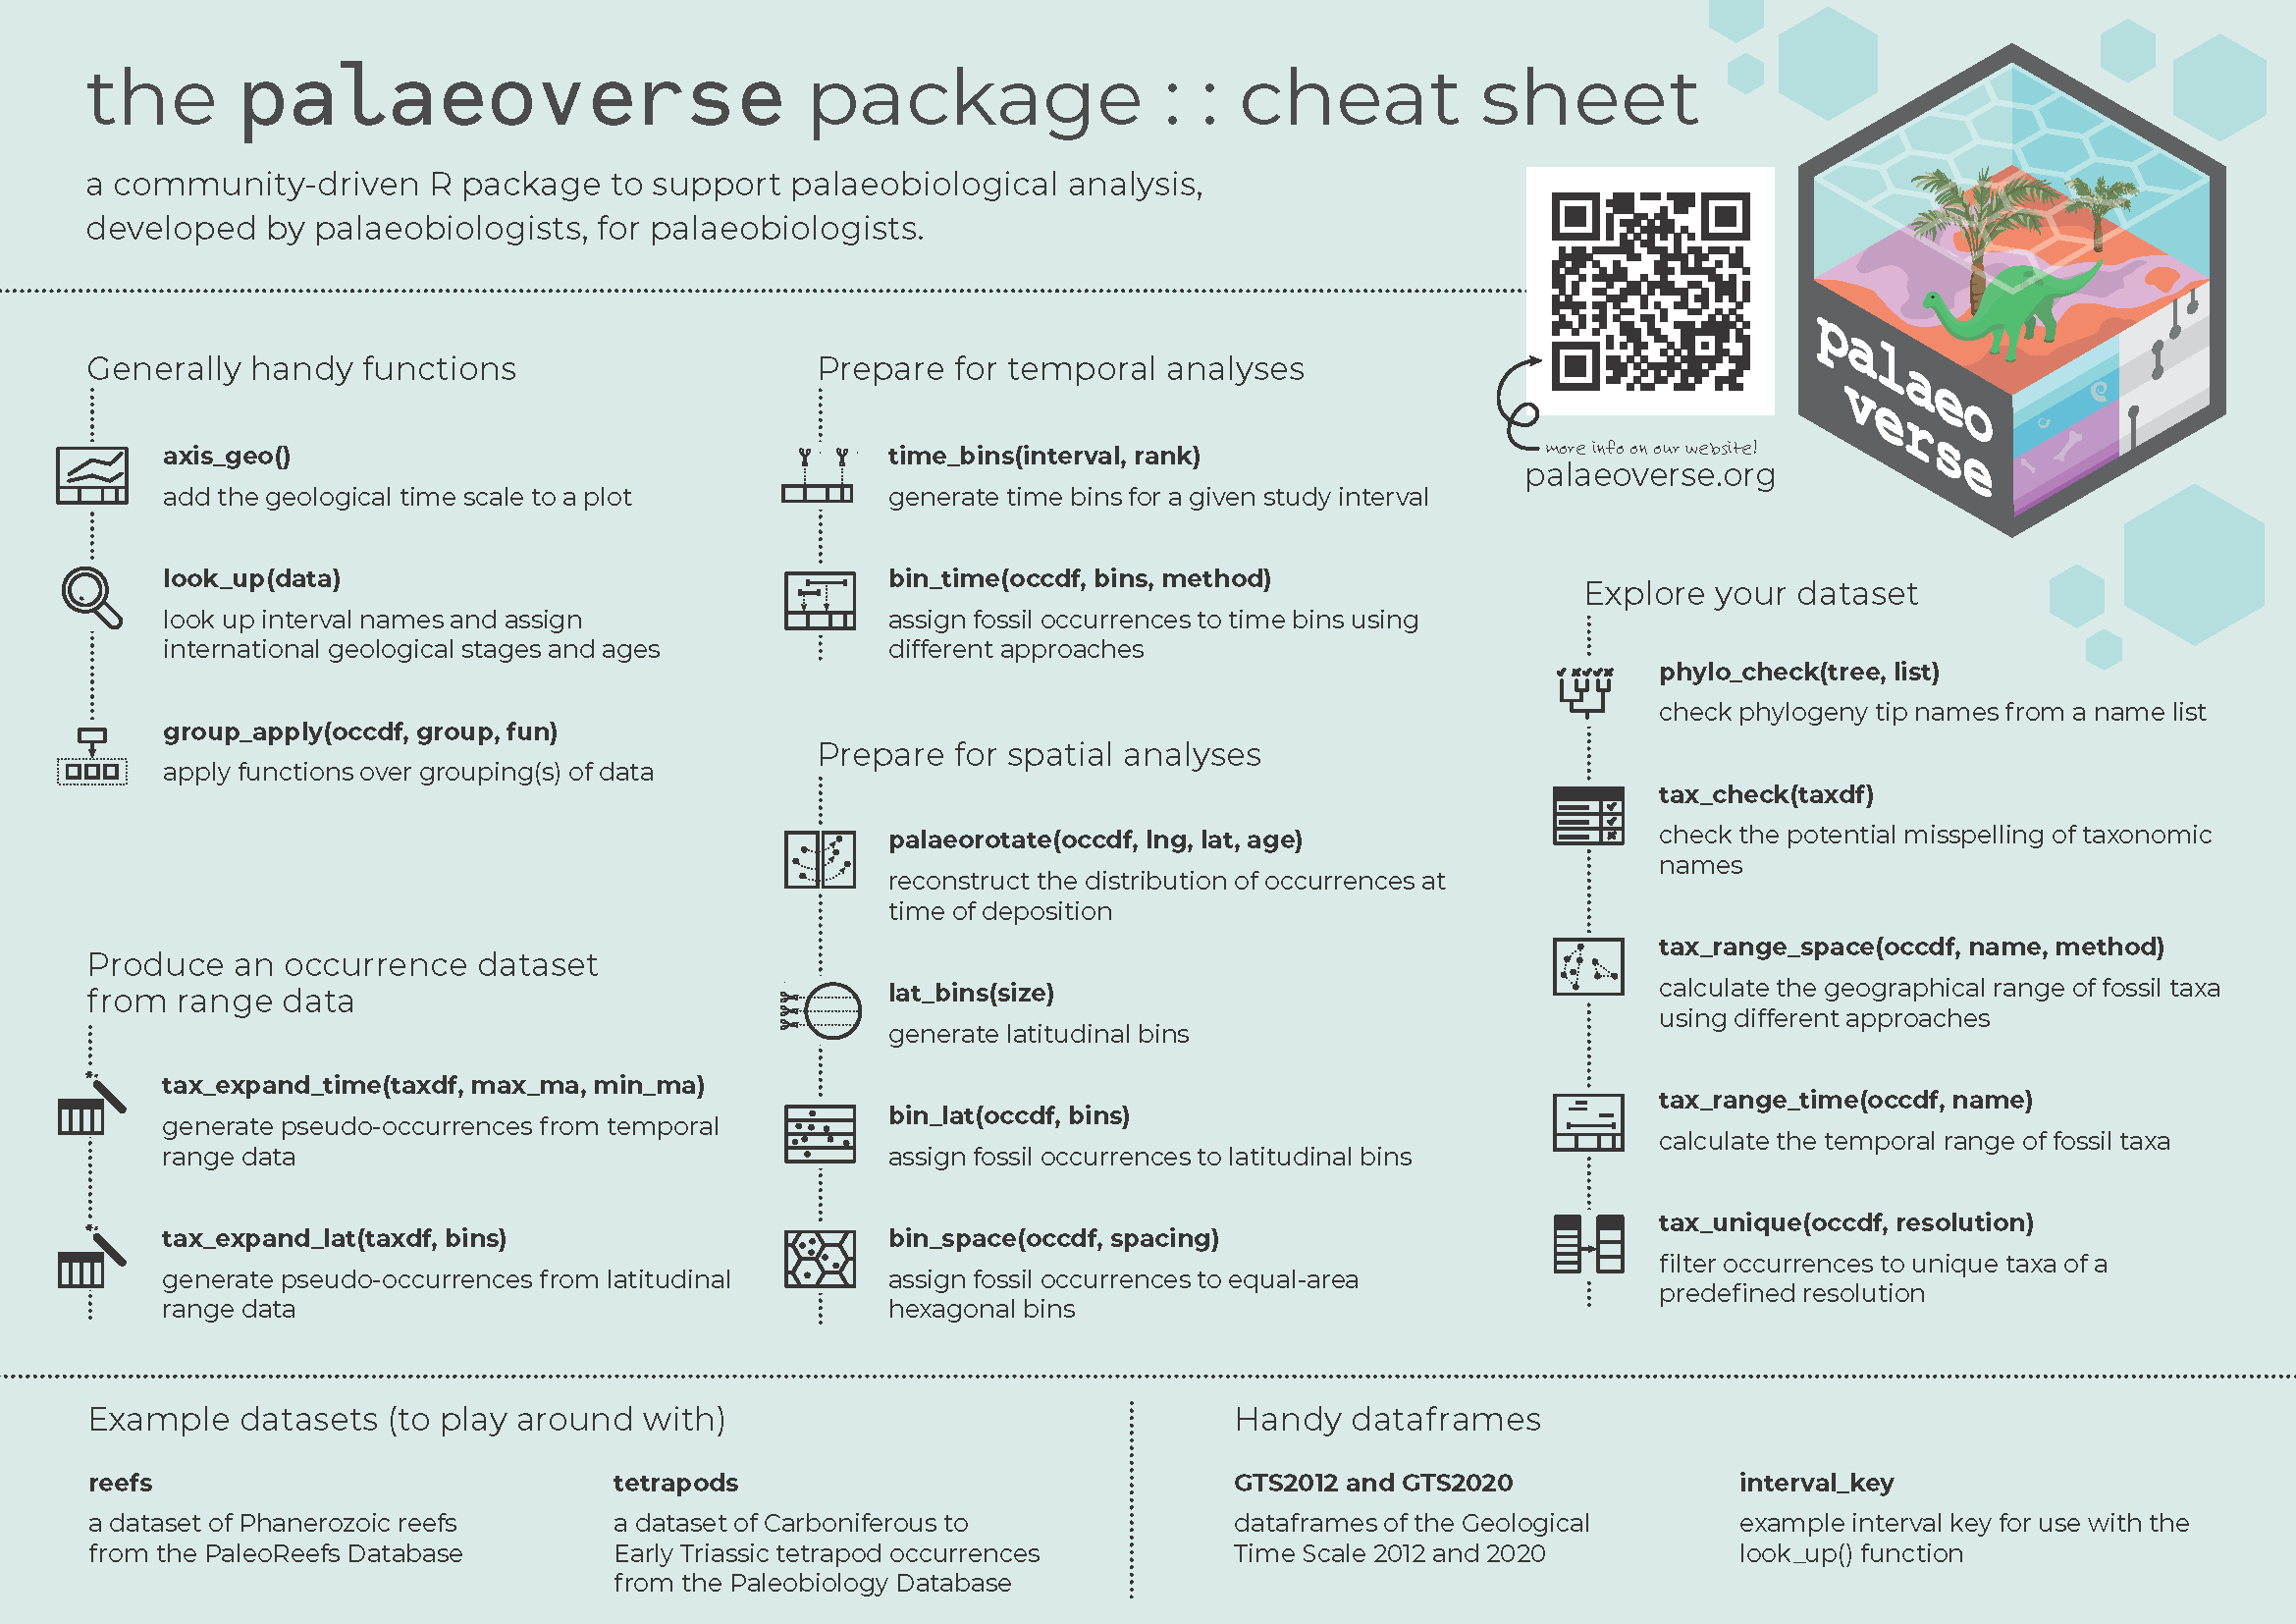 the palaeoverse package :: cheat sheet
a community-driven R package to support palaeobiological analysis,
developed by palaeobiologists, for palaeobiologists.
more info on our website!
palaeoverse.org
palaeo
verse
Generally handy functions
axis_geo()
add the geological time scale to a plot
look_up(data)
look up interval names and assign
international geological stages and ages
group_apply(occdf, group, fun)
apply functions over grouping(s) of data
Produce an occurrence dataset
from range data
tax_expand_time(taxdf, max_ma, min_ma)
generate pseudo-occurrences from temporal
range data
tax_expand_lat(taxdf, bins)
generate pseudo-occurrences from latitudinal
range data
Prepare for temporal analyses
time_bins(interval, rank)
generate time bins for a given study interval
bin_time(occdf, bins, method)
assign fossil occurrences to time bins using
different approaches
Prepare for spatial analyses
palaeorotate(occdf, lng, lat, age)
reconstruct the distribution of occurrences at
time of deposition
lat_bins(size)
generate latitudinal bins
bin_lat(occdf, bins)
assign fossil occurrences to latitudinal bins
bin_space(occdf, spacing)
assign fossil occurrences to equal-area
hexagonal bins
Explore your dataset
phylo_check(tree, list)
check phylogeny tip names from a name list
tax_check(taxdf)
check the potential misspelling of taxonomic
names
tax_range_space(occdf, name, method)
calculate the geographical range of fossil taxa
using different approaches
tax_range_time(occdf, name)
calculate the temporal range of fossil taxa
tax_unique(occdf, resolution)
filter occurrences to unique taxa of a
predefined resolution
Example datasets (to play around with)
reefs
a dataset of Phanerozoic reefs
from the PaleoReefs Database
tetrapods
a dataset of Carboniferous to
Early Triassic tetrapod occurrences
from the Paleobiology Database
Handy dataframes
GTS2012 and GTS2020
dataframes of the Geological
Time Scale 2012 and 2020
interval_key
example interval key for use with the
look_up() function